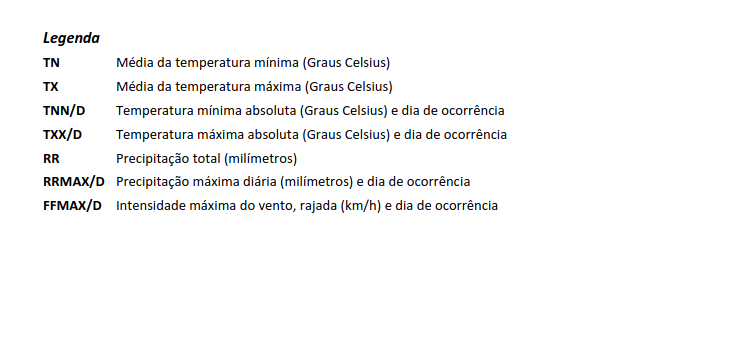 Legenda
TN Média da temperatura mínima (Graus Celsius)
TX Média da temperatura máxima (Graus Celsius)
TNN/D Temperatura mínima absoluta (Graus Celsius) e dia de ocorrência
TXX/D Temperatura máxima absoluta (Graus Celsius) e dia de ocorrência
RR Precipitação total (milímetros)
RRMAX/D Precipitação máxima diária (milímetros) e dia de ocorrência
FFMAX/D Intensidade máxima do vento, rajada (km/h) e dia de ocorrência